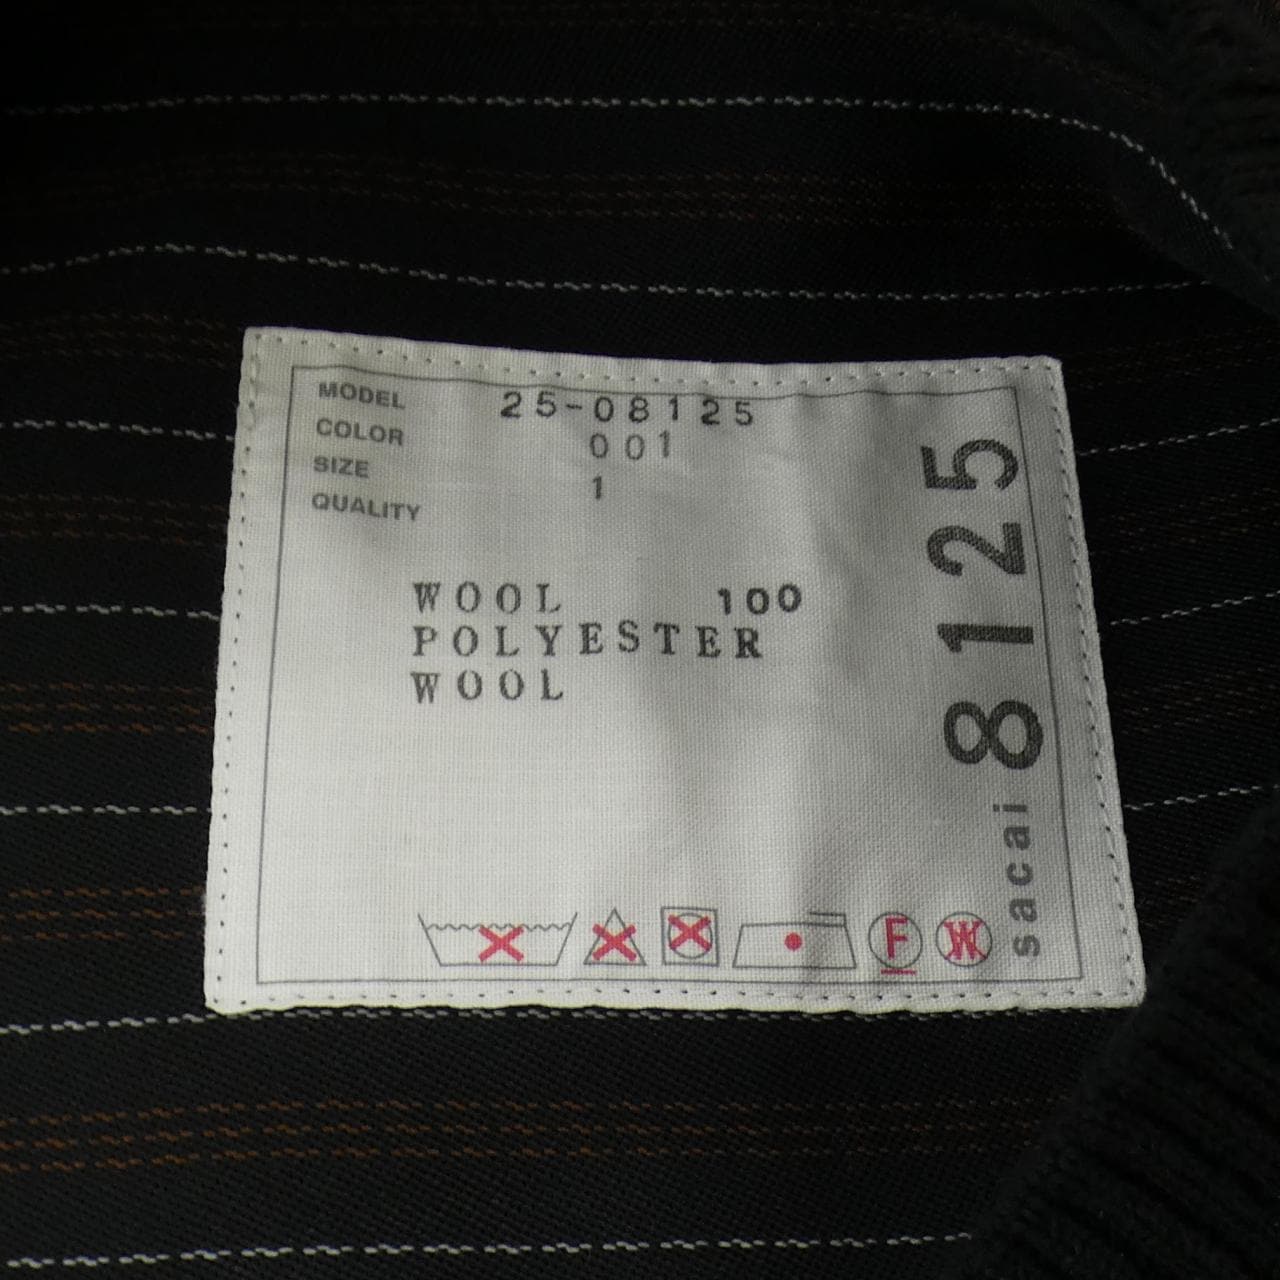 MODEL 25-08125
COLOR 001
SIZE 1
QUALITY
WOOL 100
POLYESTER
WOOL
F
W
sacai 8125